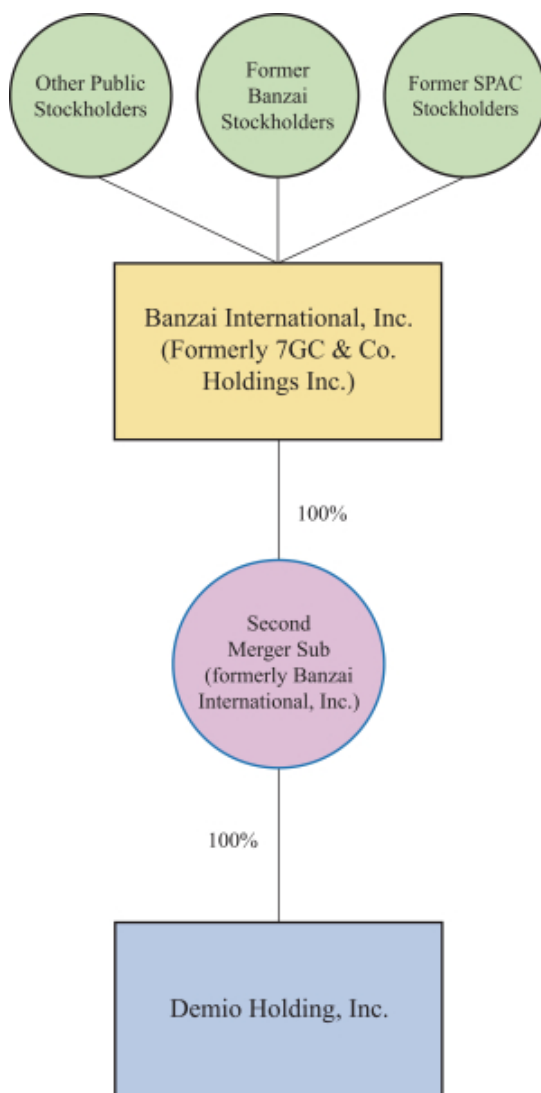 Other Public
Stockholders
Former
Banzai
Stockholders
Former SPAC
Stockholders
Banzai International, Inc.
(Formerly 7GC & Co.
Holdings Inc.)
100%
Second
Merger Sub
(formerly Banzai
International, Inc.)
100%
Demio Holding, Inc.